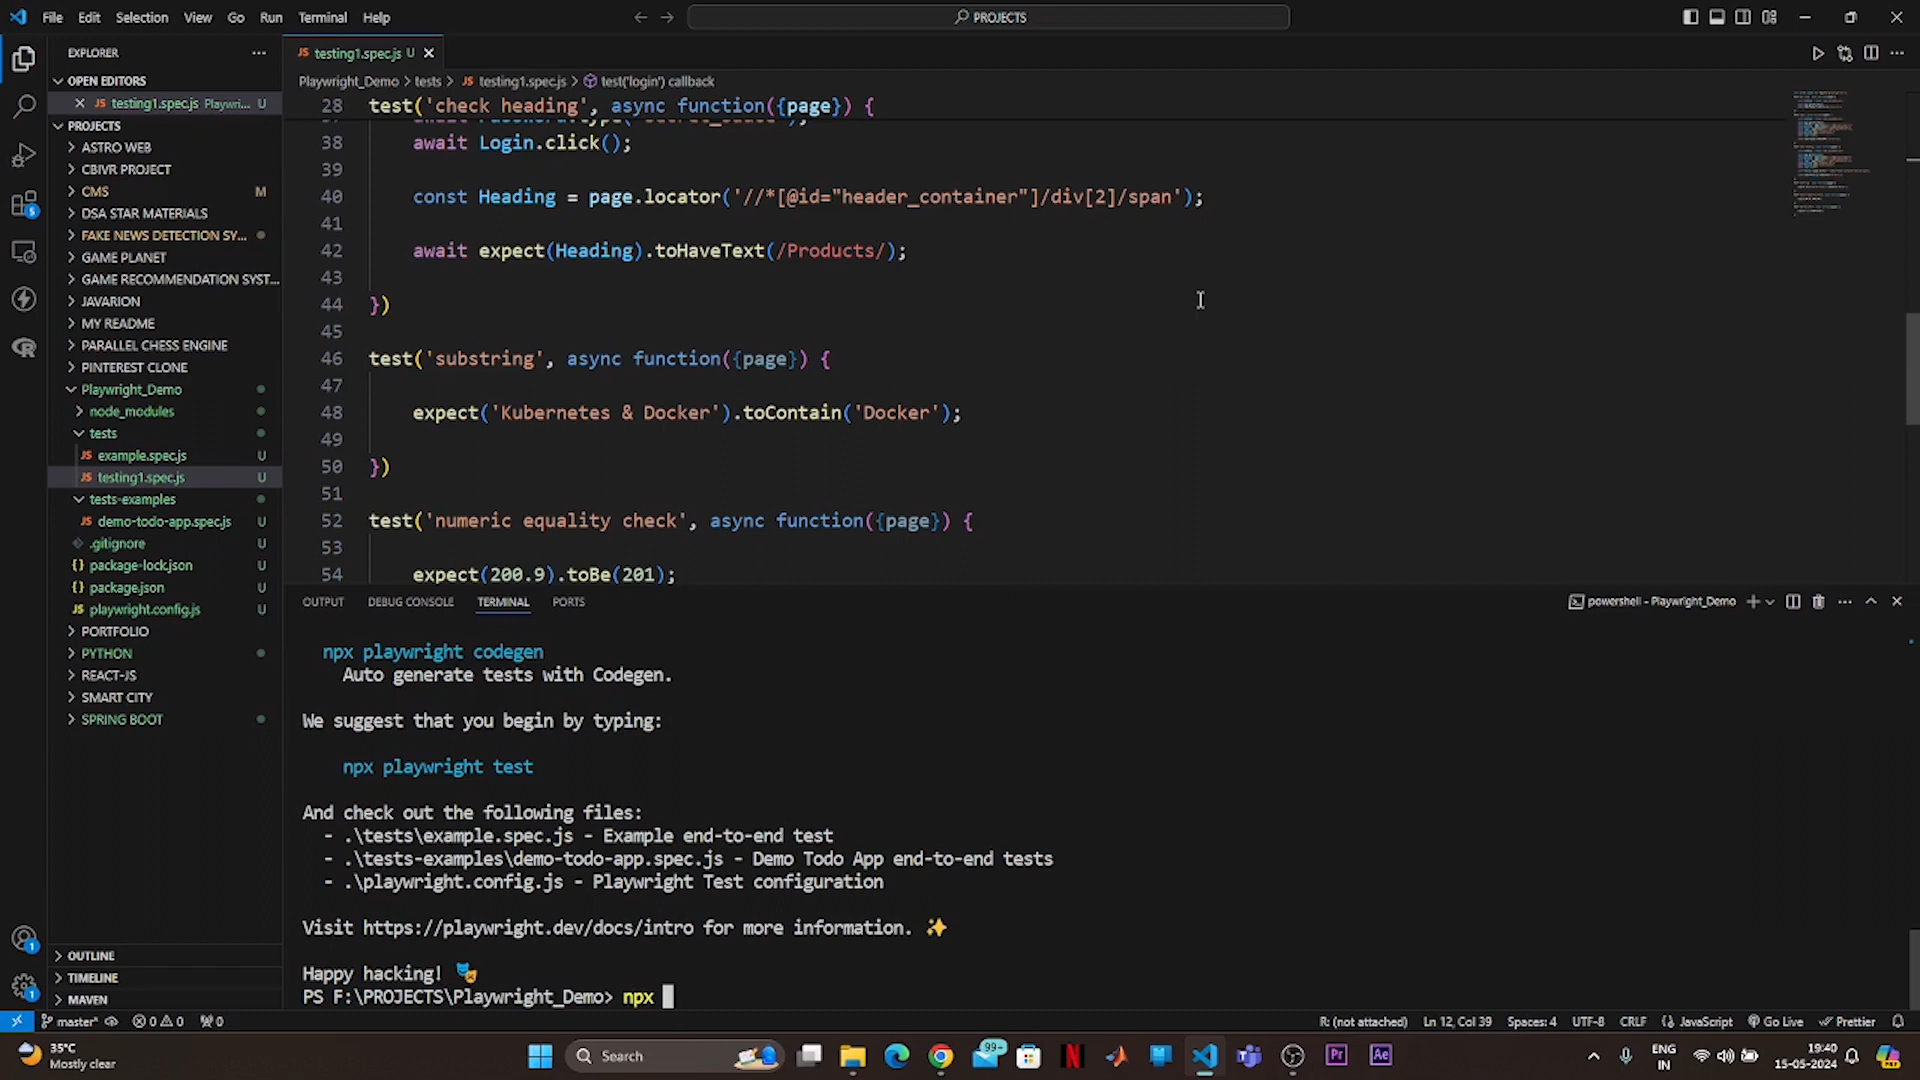 File Edit Selection View Go Run Terminal Help
PROJECTS
EXPLORER
OPEN EDITORS
testing1.spec.js Playwri... U
PROJECTS
ASTRO WEB
CBIVR PROJECT
CMS M
DSA STAR MATERIALS
FAKE NEWS DETECTION SY...
GAME PLANET
GAME RECOMMENDATION SYST...
JAVARION
MY README
PARALLEL CHESS ENGINE
PINTEREST CLONE
Playwright_Demo
node_modules
tests
example.spec.js U
testing1.spec.js U
tests-examples
demo-todo-app.spec.js U
.gitignore U
package-lock.json U
package.json U
playwright.config.js U
PORTFOLIO
PYTHON
REACT-JS
SMART CITY
SPRING BOOT
OUTLINE
TIMELINE
MAVEN
JS testing1.spec.js U
Playwright_Demo > tests > JS testing1.spec.js > test('login') callback
28 test('check heading', async function({page}) {
38 await Login.click();
39
40 const Heading = page.locator('//*[@id="header_container"]/div[2]/span');
41
42 await expect(Heading).toHaveText(/Products/);
43
44 })
45
46 test('substring', async function({page}) {
47
48 expect('Kubernetes & Docker').toContain('Docker');
49
50 })
51
52 test('numeric equality check', async function({page}) {
53
54 expect(200.9).toBe(201);
OUTPUT DEBUG CONSOLE TERMINAL PORTS
powershell - Playwright_Demo
npx playwright codegen
Auto generate tests with Codegen.
We suggest that you begin by typing:
npx playwright test
And check out the following files:
- .\tests\example.spec.js - Example end-to-end test
- .\tests-examples\demo-todo-app.spec.js - Demo Todo App end-to-end tests
- .\playwright.config.js - Playwright Test configuration
Visit https://playwright.dev/docs/intro for more information. ✨
Happy hacking! 🎭
PS F:\PROJECTS\Playwright_Demo> npx
master* 0 0 0
R: (not attached) Ln 12, Col 39 Spaces: 4 UTF-8 CRLF JavaScript Go Live Prettier
35°C
Mostly clear
Search
99+
Pr
Ae
ENG
IN
19:40
15-05-2024